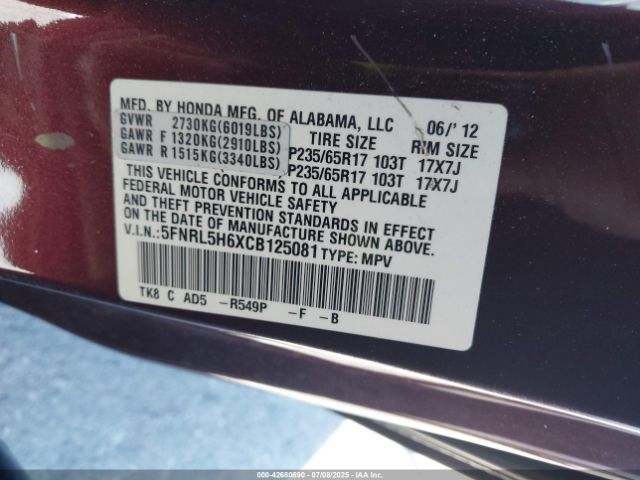 MFD. BY HONDA MFG. OF ALABAMA, LLC 06/'12
GVWR 2730KG(6019LBS) TIRE SIZE RIM SIZE
GAWR F 1320KG(2910LBS) P235/65R17 103T 17X7J
GAWR R 1515KG(3340LBS) P235/65R17 103T 17X7J
THIS VEHICLE CONFORMS TO ALL APPLICABLE
FEDERAL MOTOR VEHICLE SAFETY
AND THEFT PREVENTION STANDARDS IN EFFECT
ON THE DATE OF MANUFACTURE SHOWN ABOVE.
V.I.N.:5FNRL5H6XCB125081 TYPE: MPV
TK8 C AD5 -R549P -F -B
000-42680690 - 07/08/2025 - IAAI.COM